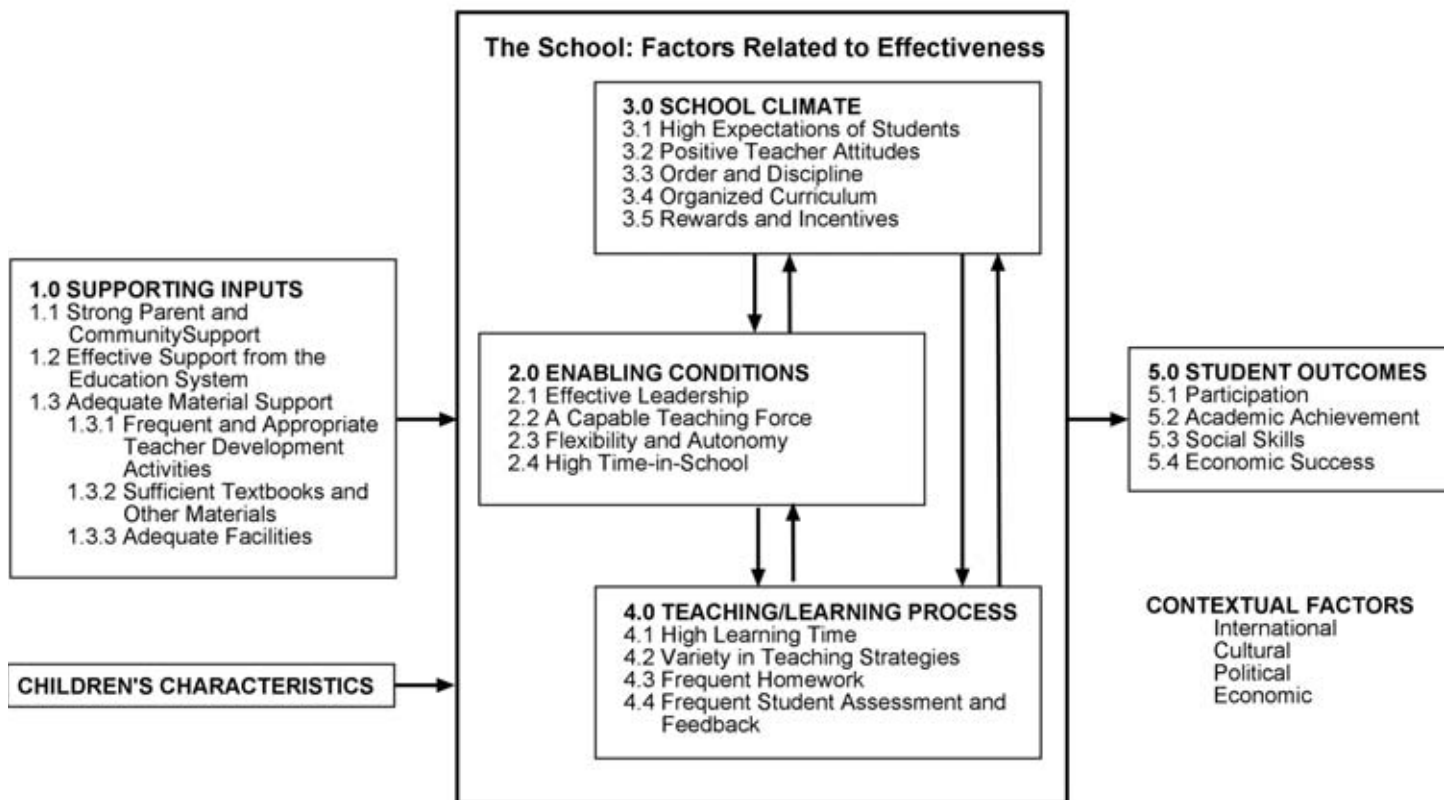 The School: Factors Related to Effectiveness
3.0 SCHOOL CLIMATE
3.1 High Expectations of Students
3.2 Positive Teacher Attitudes
3.3 Order and Discipline
3.4 Organized Curriculum
3.5 Rewards and Incentives
1.0 SUPPORTING INPUTS
1.1 Strong Parent and
CommunitySupport
1.2 Effective Support from the
Education System
1.3 Adequate Material Support
1.3.1 Frequent and Appropriate
Teacher Development
Activities
1.3.2 Sufficient Textbooks and
Other Materials
1.3.3 Adequate Facilities
2.0 ENABLING CONDITIONS
2.1 Effective Leadership
2.2 A Capable Teaching Force
2.3 Flexibility and Autonomy
2.4 High Time-in-School
5.0 STUDENT OUTCOMES
5.1 Participation
5.2 Academic Achievement
5.3 Social Skills
5.4 Economic Success
4.0 TEACHING/LEARNING PROCESS
4.1 High Learning Time
4.2 Variety in Teaching Strategies
4.3 Frequent Homework
4.4 Frequent Student Assessment and
Feedback
CHILDREN'S CHARACTERISTICS
CONTEXTUAL FACTORS
International
Cultural
Political
Economic